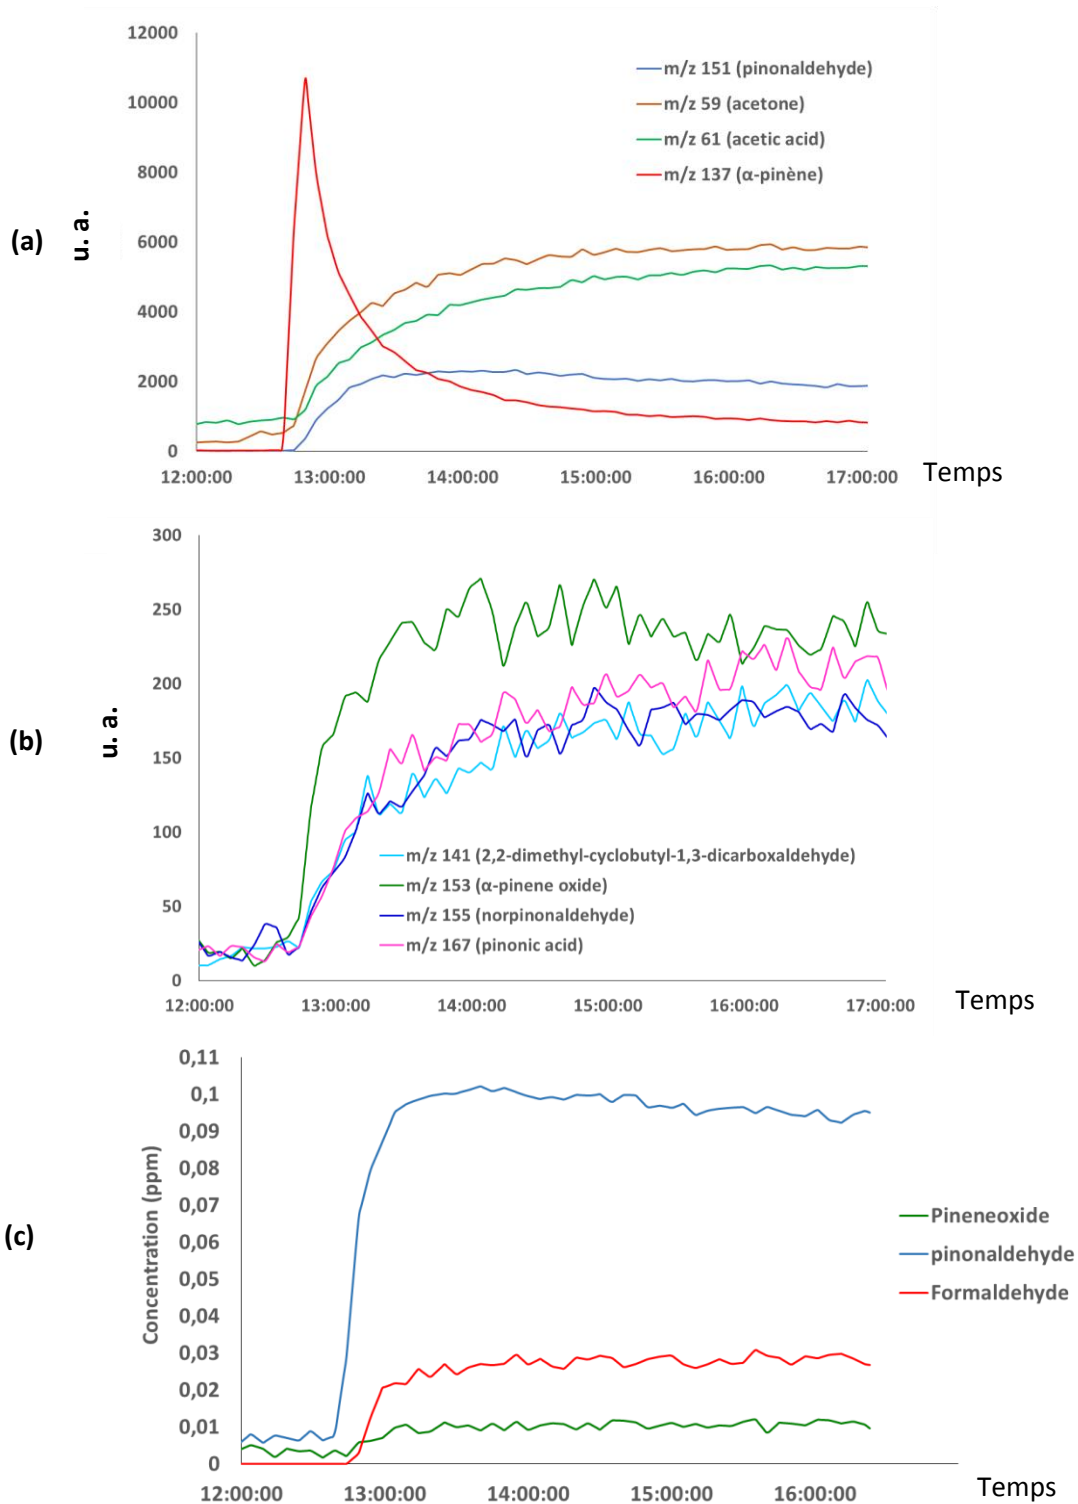 12000
10000
8000
6000
4000
2000
0
(a)
u. a.
m/z 151 (pinonaldehyde)
m/z 59 (acetone)
m/z 61 (acetic acid)
m/z 137 (α-pinène)
12:00:00 13:00:00 14:00:00 15:00:00 16:00:00 17:00:00
Temps
300
250
200
150
100
50
0
(b)
u. a.
m/z 141 (2,2-dimethyl-cyclobutyl-1,3-dicarboxaldehyde)
m/z 153 (α-pinene oxide)
m/z 155 (norpinonaldehyde)
m/z 167 (pinonic acid)
12:00:00 13:00:00 14:00:00 15:00:00 16:00:00 17:00:00
Temps
0,11
0,1
0,09
0,08
0,07
0,06
0,05
0,04
0,03
0,02
0,01
0
(c)
Concentration (ppm)
Pineneoxide
pinonaldehyde
Formaldehyde
12:00:00 13:00:00 14:00:00 15:00:00 16:00:00
Temps